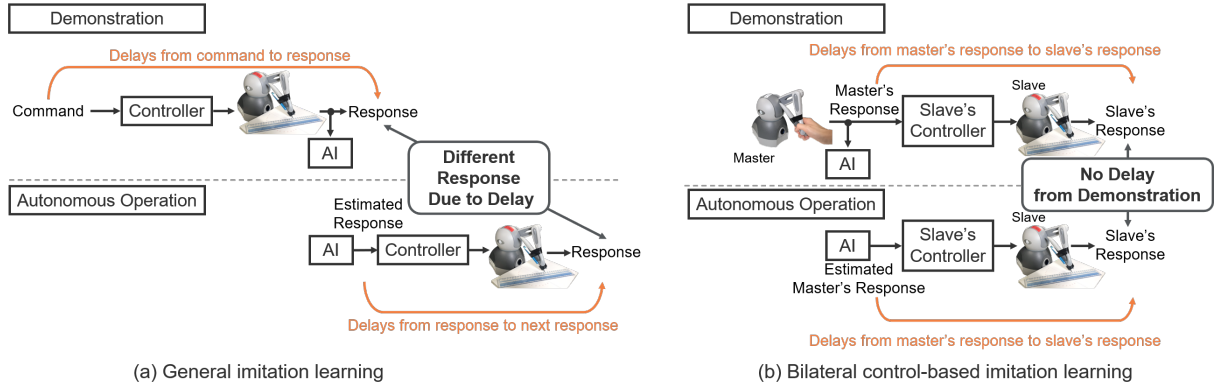 Demonstration
Delays from command to response
Command
Controller
Response
AI
Different
Response
Due to Delay
Autonomous Operation
Estimated
Response
AI
Controller
Response
Delays from response to next response
(a) General imitation learning
Demonstration
Delays from master's response to slave's response
Master's
Response
Slave's
Controller
Slave
Slave's
Response
Master
AI
No Delay
from Demonstration
Autonomous Operation
Slave
AI
Slave's
Controller
Slave's
Response
Estimated
Master's Response
Delays from master's response to slave's response
(b) Bilateral control-based imitation learning